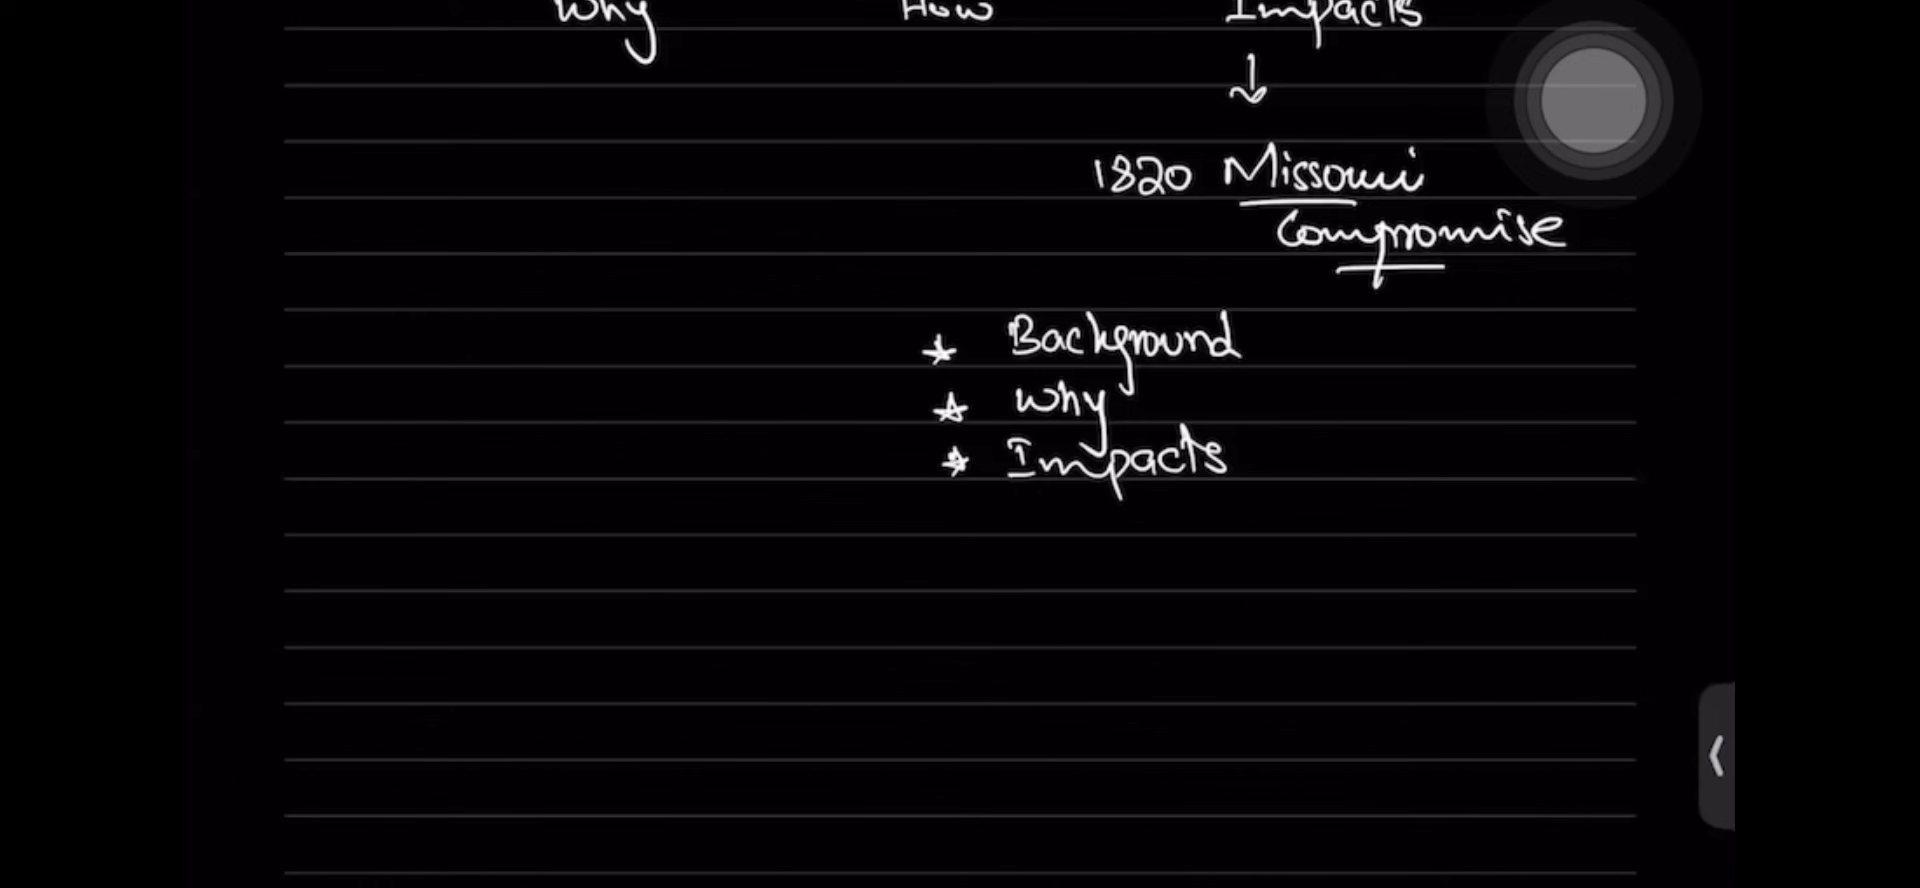 Why How Impacts
↓
1820 Missouri
Compromise
★ Background
★ Why
★ Impacts